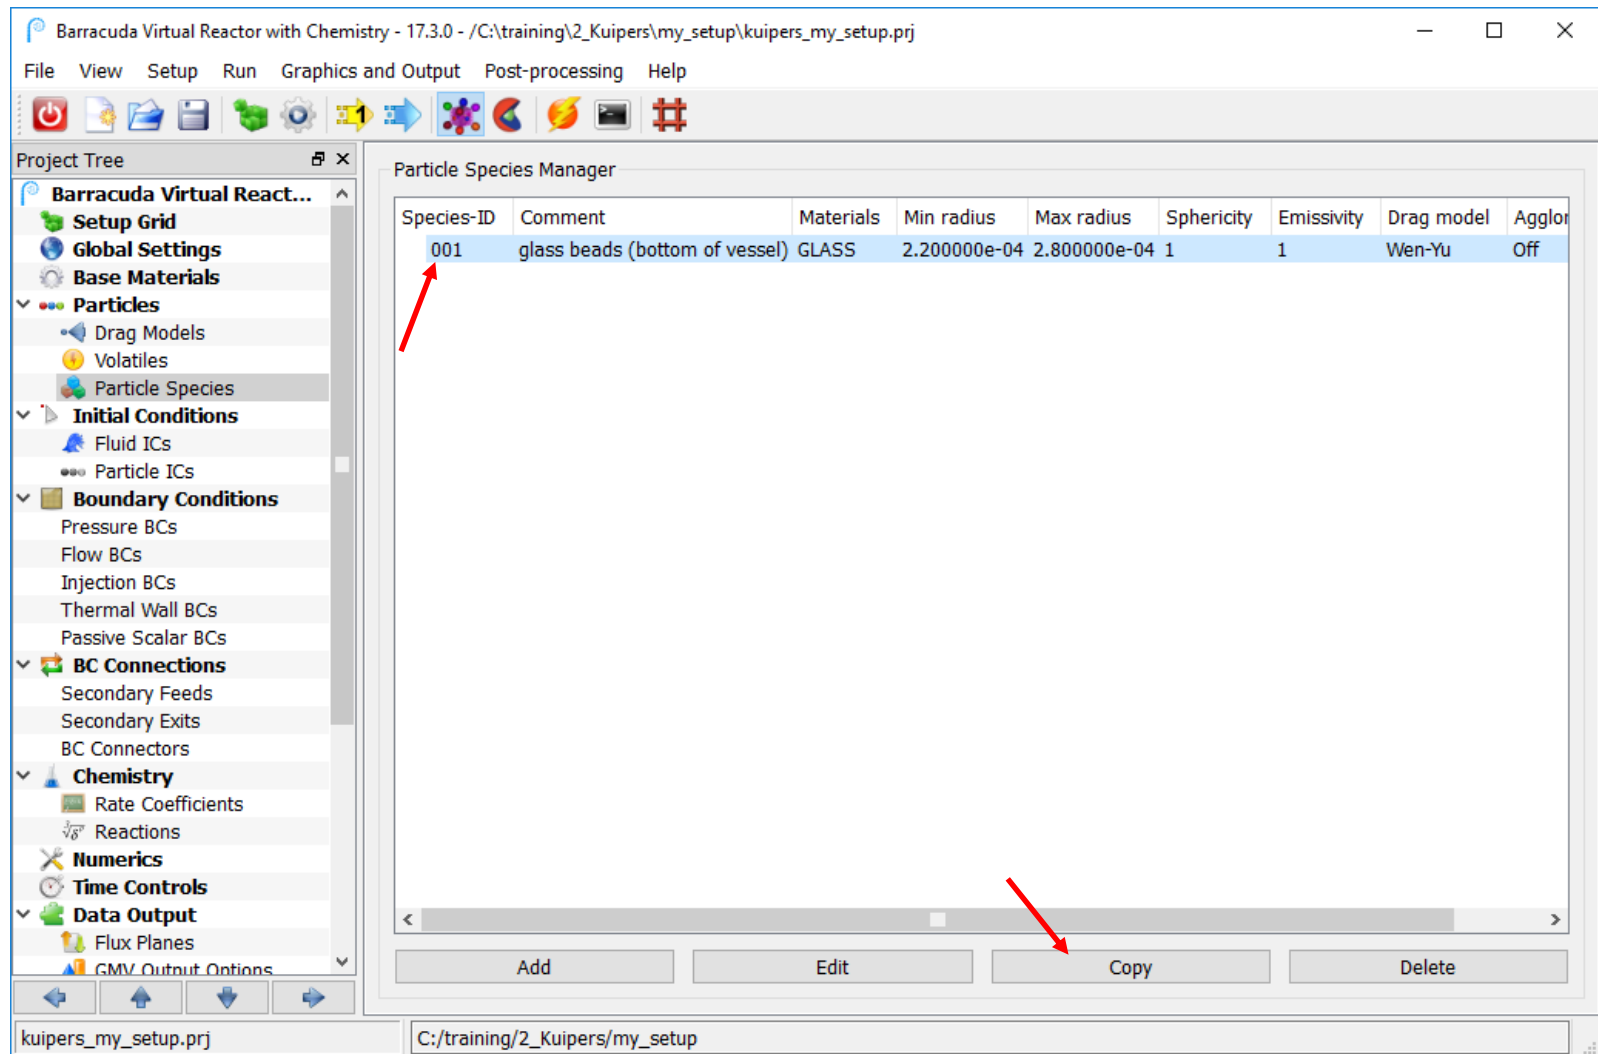 Barracuda Virtual Reactor with Chemistry - 17.3.0 - /C:\training\2_Kuipers\my_setup\kuipers_my_setup.prj
File View Setup Run Graphics and Output Post-processing Help
Project Tree
Barracuda Virtual React...
Setup Grid
Global Settings
Base Materials
Particles
Drag Models
Volatiles
Particle Species
Initial Conditions
Fluid ICs
Particle ICs
Boundary Conditions
Pressure BCs
Flow BCs
Injection BCs
Thermal Wall BCs
Passive Scalar BCs
BC Connections
Secondary Feeds
Secondary Exits
BC Connectors
Chemistry
Rate Coefficients
Reactions
Numerics
Time Controls
Data Output
Flux Planes
GMV Output Options
Particle Species Manager
Species-ID Comment Materials Min radius Max radius Sphericity Emissivity Drag model Agglor
001 glass beads (bottom of vessel) GLASS 2.200000e-04 2.800000e-04 1 1 Wen-Yu Off
Add Edit Copy Delete
kuipers_my_setup.prj C:/training/2_Kuipers/my_setup